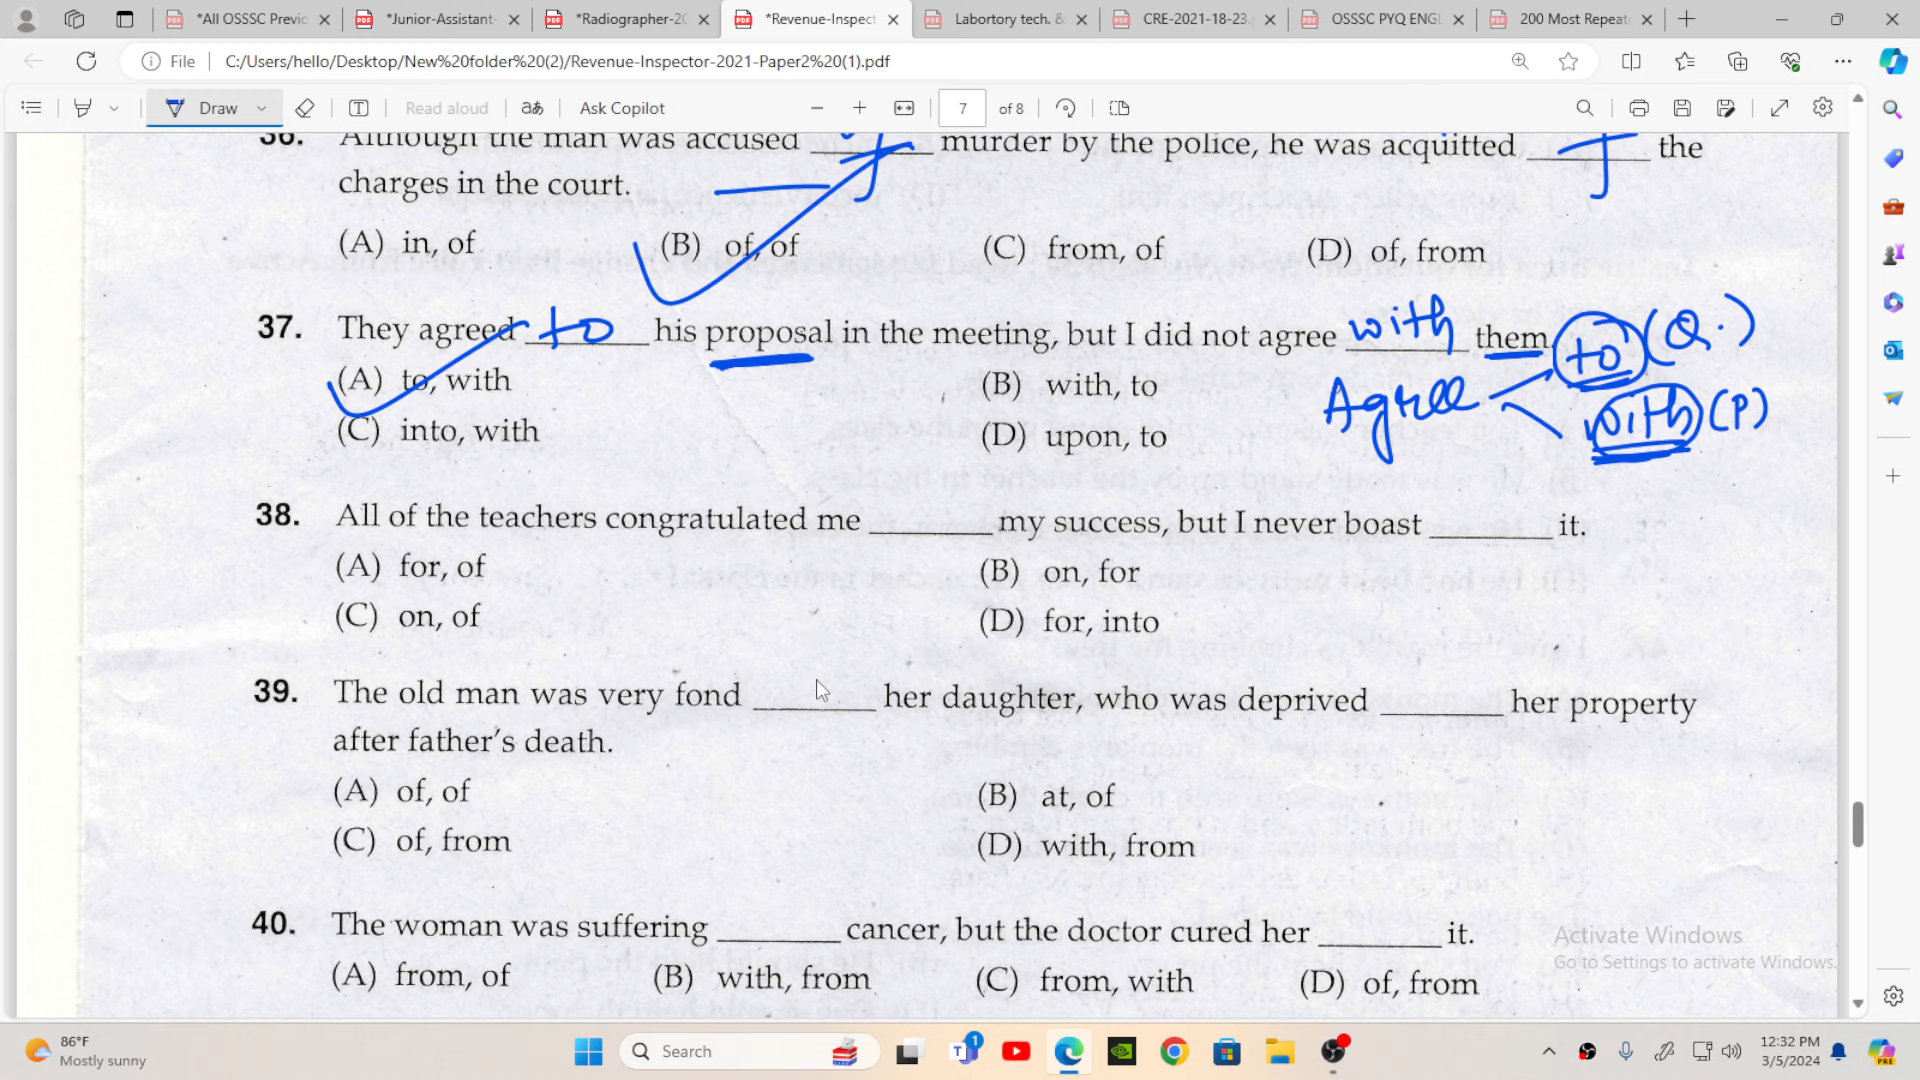 *All OSSSC Previo
*Junior-Assistant-
*Radiographer-20
*Revenue-Inspect
Labortory tech. &
CRE-2021-18-23.p
OSSSC PYQ ENGL
200 Most Repeat
File C:/Users/hello/Desktop/New%20folder%20(2)/Revenue-Inspector-2021-Paper2%20(1).pdf
Draw Read aloud Ask Copilot 7 of 8
36. Although the man was accused ______ murder by the police, he was acquitted ______ the
charges in the court.
(A) in, of (B) of, of (C) from, of (D) of, from
37. They agreed to his proposal in the meeting, but I did not agree with them
to (Q.)
(A) to, with (B) with, to
Agree
with (P)
(C) into, with (D) upon, to
38. All of the teachers congratulated me ______ my success, but I never boast ______ it.
(A) for, of (B) on, for
(C) on, of (D) for, into
39. The old man was very fond ______ her daughter, who was deprived ______ her property
after father's death.
(A) of, of (B) at, of
(C) of, from (D) with, from
40. The woman was suffering ______ cancer, but the doctor cured her ______ it.
(A) from, of (B) with, from (C) from, with (D) of, from
Activate Windows
Go to Settings to activate Windows.
86°F
Mostly sunny
Search
1
12:32 PM
3/5/2024
PRE